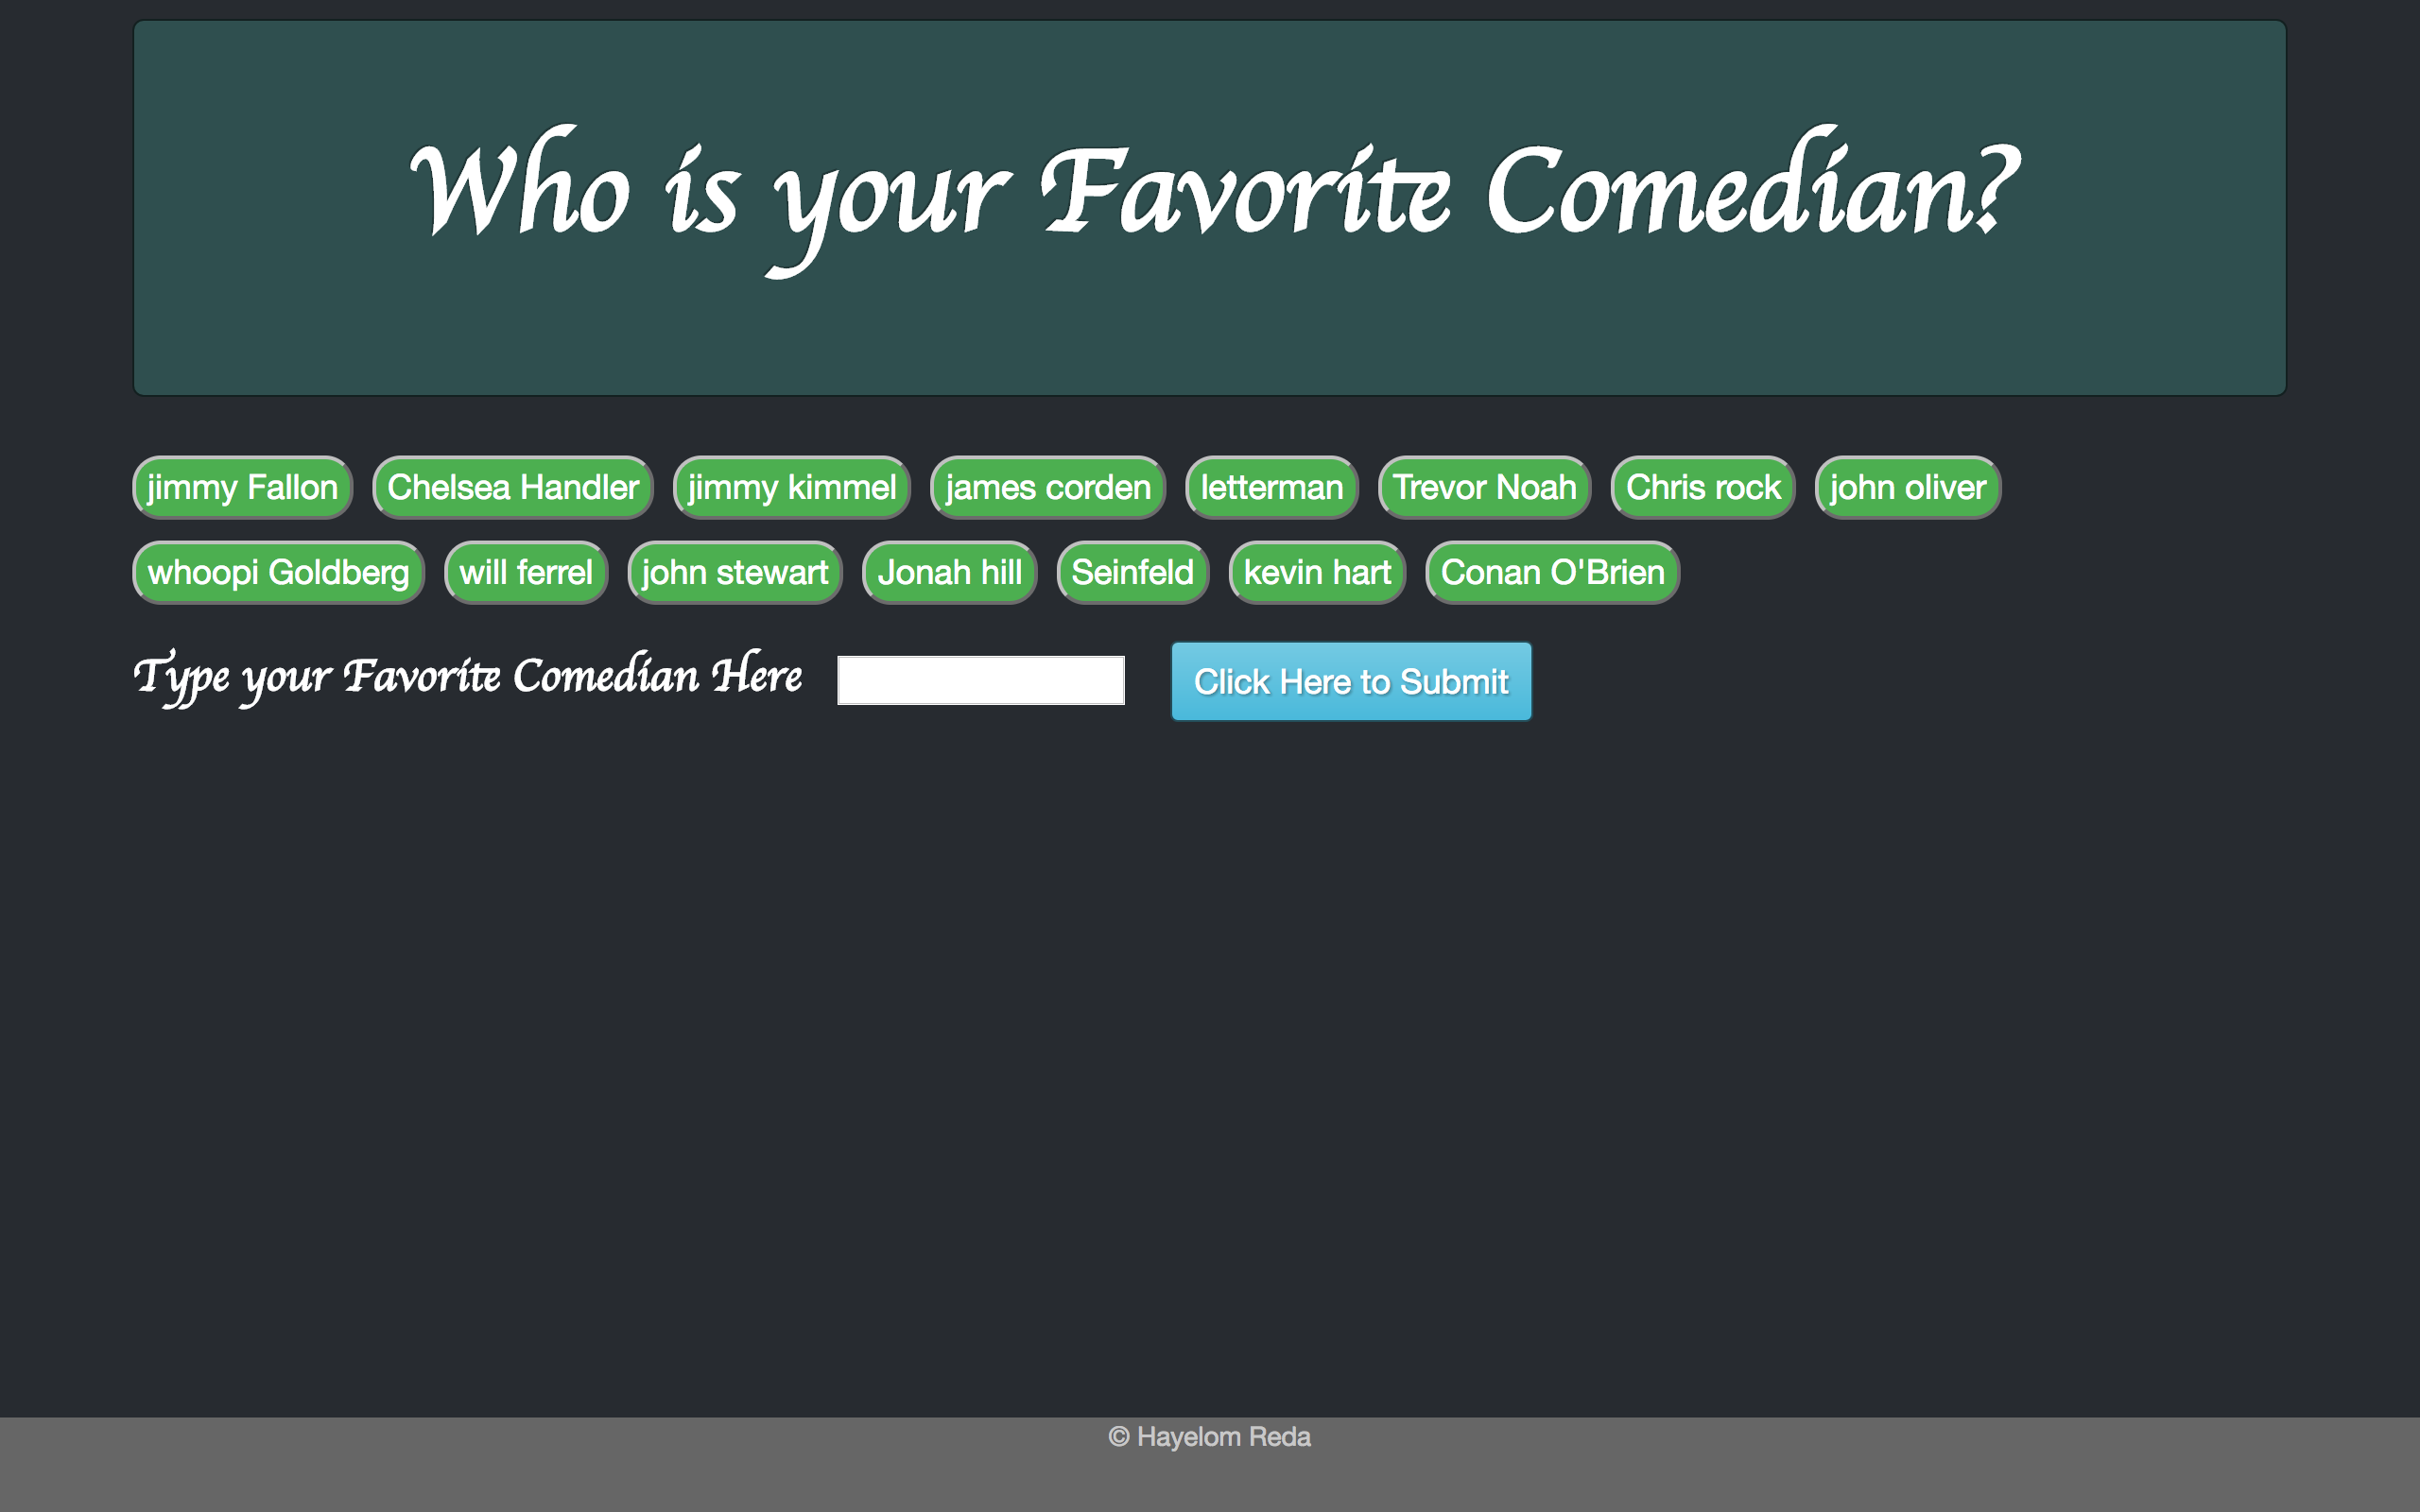 Who is your Favorite Comedian?
jimmy Fallon Chelsea Handler jimmy kimmel james corden letterman Trevor Noah Chris rock john oliver
whoopi Goldberg will ferrel john stewart Jonah hill Seinfeld kevin hart Conan O'Brien
Type your Favorite Comedian Here Click Here to Submit
© Hayelom Reda